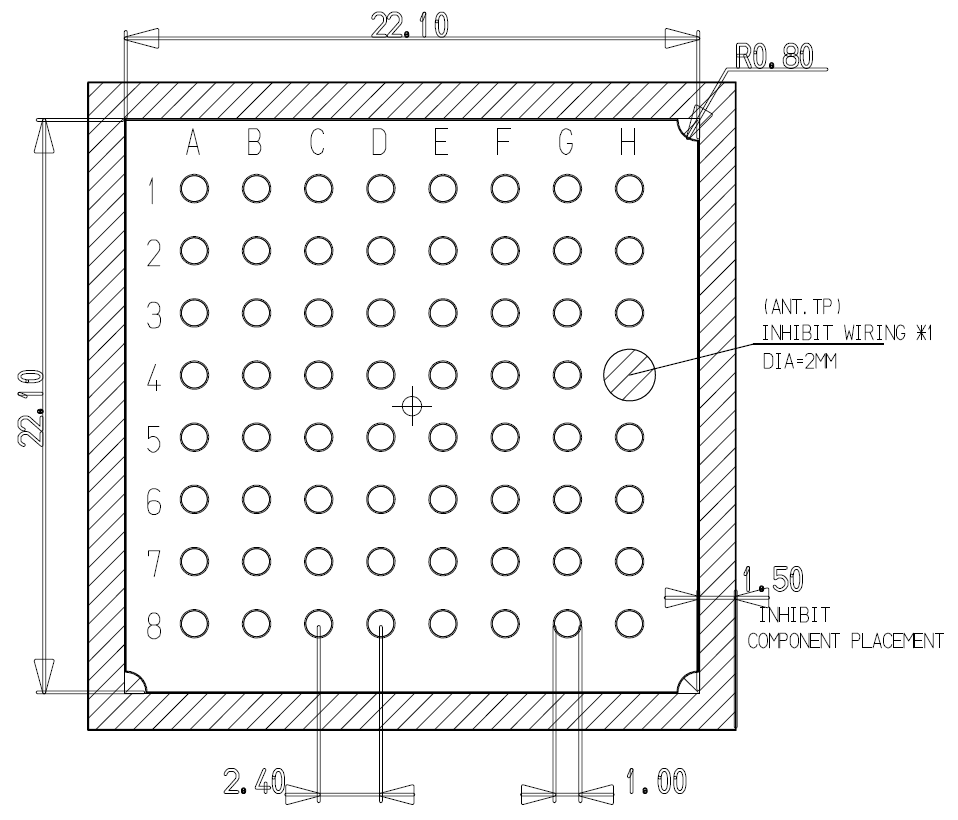 22.10
R0.80
A B C D E F G H
1
2
3
(ANT.TP)
INHIBIT WIRING ※1
DIA=2MM
4
22.10
5
6
7
1.50
INHIBIT
COMPONENT PLACEMENT
8
2.40
1.00